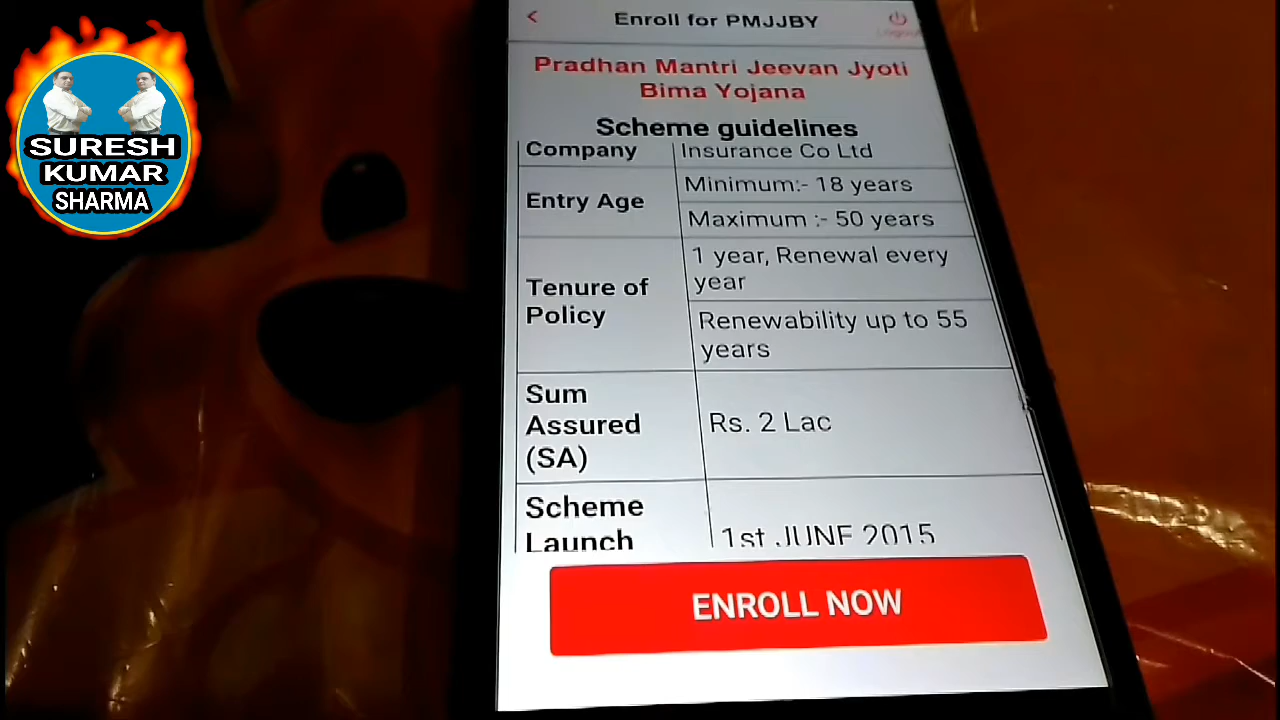 SURESH
KUMAR
SHARMA
Enroll for PMJJBY
Logout
Pradhan Mantri Jeevan Jyoti
Bima Yojana
Scheme guidelines
Company
Insurance Co Ltd
Entry Age
Minimum:- 18 years
Maximum :- 50 years
Tenure of
Policy
1 year, Renewal every
year
Renewability up to 55
years
Sum
Assured
(SA)
Rs. 2 Lac
Scheme
Launch
1st JUNE 2015
ENROLL NOW